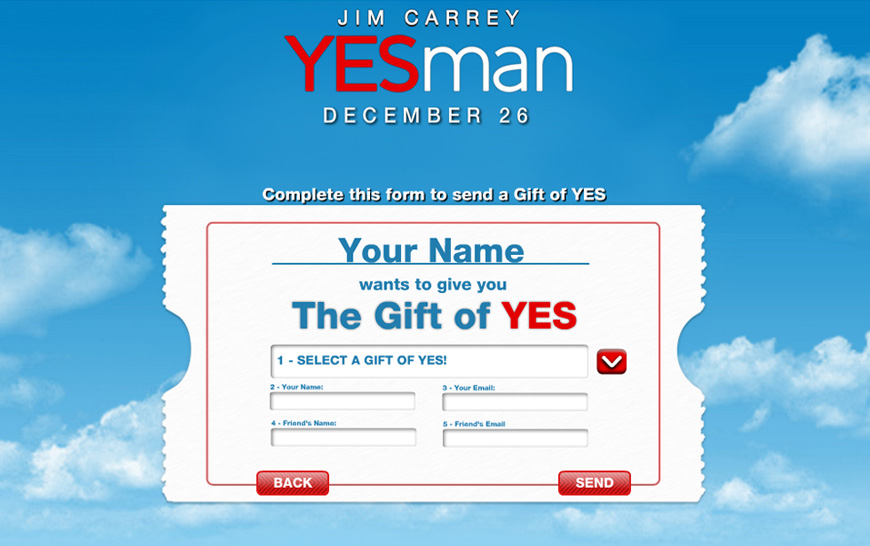 JIM CARREY
YESman
DECEMBER 26
Complete this form to send a Gift of YES
Your Name
wants to give you
The Gift of YES
1 - SELECT A GIFT OF YES!
2 - Your Name:
3 - Your Email:
4 - Friend's Name:
5 - Friend's Email
BACK
SEND